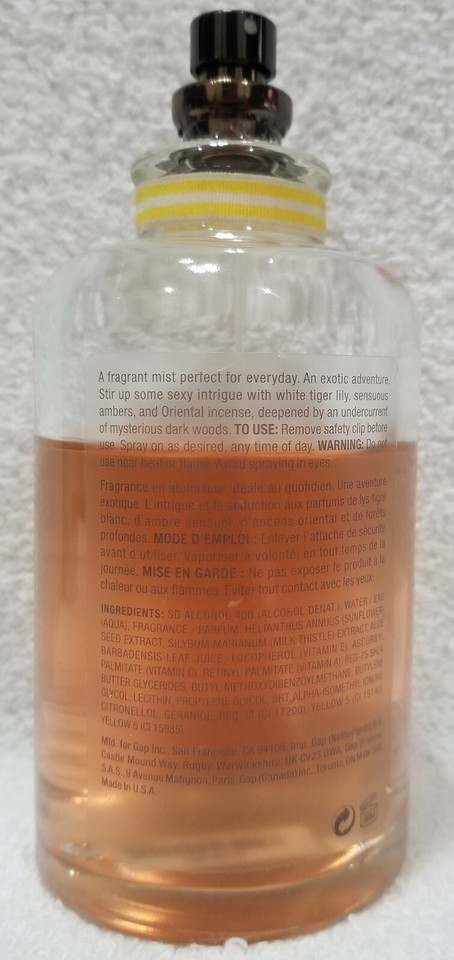 A fragrant mist perfect for everyday. An exotic adventure.
Stir up some sexy intrigue with white tiger lily, sensuous
ambers, and Oriental incense, deepened by an undercurrent
of mysterious dark woods. TO USE: Remove safety clip before
use. Spray on as desired, any time of day. WARNING: Do not
use near heat or flame. Avoid spraying in eyes.
Fragrance en atomiseur idéale au quotidien. Une aventure
exotique. L'intrigue et la séduction aux parfums de lys tigré
blanc, d'ambre sensuel, d'encens oriental et de forêts
profondes. MODE D'EMPLOI : Enlever l'attache de sécurité
avant d'utiliser. Vaporiser à volonté, en tout temps de la
journée. MISE EN GARDE : Ne pas exposer le produit à la
chaleur ou aux flammes. Éviter tout contact avec les yeux.
INGREDIENTS: SD ALCOHOL 40B (ALCOHOL DENAT.), WATER / EAU
(AQUA), FRAGRANCE / PARFUM, HELIANTHUS ANNUUS (SUNFLOWER)
SEED EXTRACT, SILYBUM MARIANUM (MILK THISTLE) EXTRACT, ALOE
BARBADENSIS LEAF JUICE, TOCOPHEROL (VITAMIN E), ASCORBYL
PALMITATE (VITAMIN C), RETINYL PALMITATE (VITAMIN A), PEG-75 SHEA
BUTTER GLYCERIDES, BUTYL METHOXYDIBENZOYLMETHANE, BUTYLENE
GLYCOL, LECITHIN, PROPYLENE GLYCOL, BHT, ALPHA-ISOMETHYL IONONE,
CITRONELLOL, GERANIOL, RED 33 (CI 17200), YELLOW 5 (CI 19140),
YELLOW 6 (CI 15985).
Mfd. for Gap Inc., San Francisco, CA 94105. Imp. Gap (Netherlands)
Castle Mound Way, Rugby, Warwickshire, UK CV23 0WA, Gap (France)
S.A.S., 9 Avenue Matignon, Paris, Gap (Canada) Inc., Toronto, ON
Made in U.S.A.